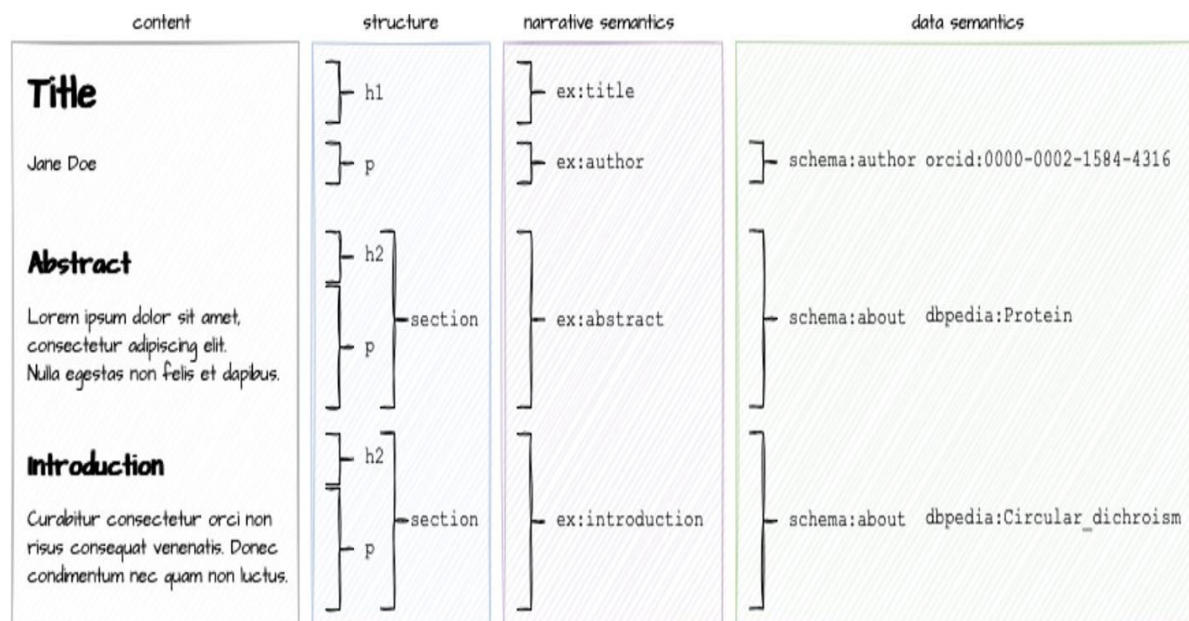 content structure narrative semantics data semantics
Title h1 ex:title
Jane Doe p ex:author schema:author orcid:0000-0002-1584-4316
Abstract h2
Lorem ipsum dolor sit amet, section ex:abstract schema:about dbpedia:Protein
consectetur adipiscing elit. p
Nulla egestas non felis et dapibus.
Introduction h2
Curabitur consectetur orci non section ex:introduction schema:about dbpedia:Circular_dichroism
risus consequat venenatis. Donec p
condimentum nec quam non luctus.